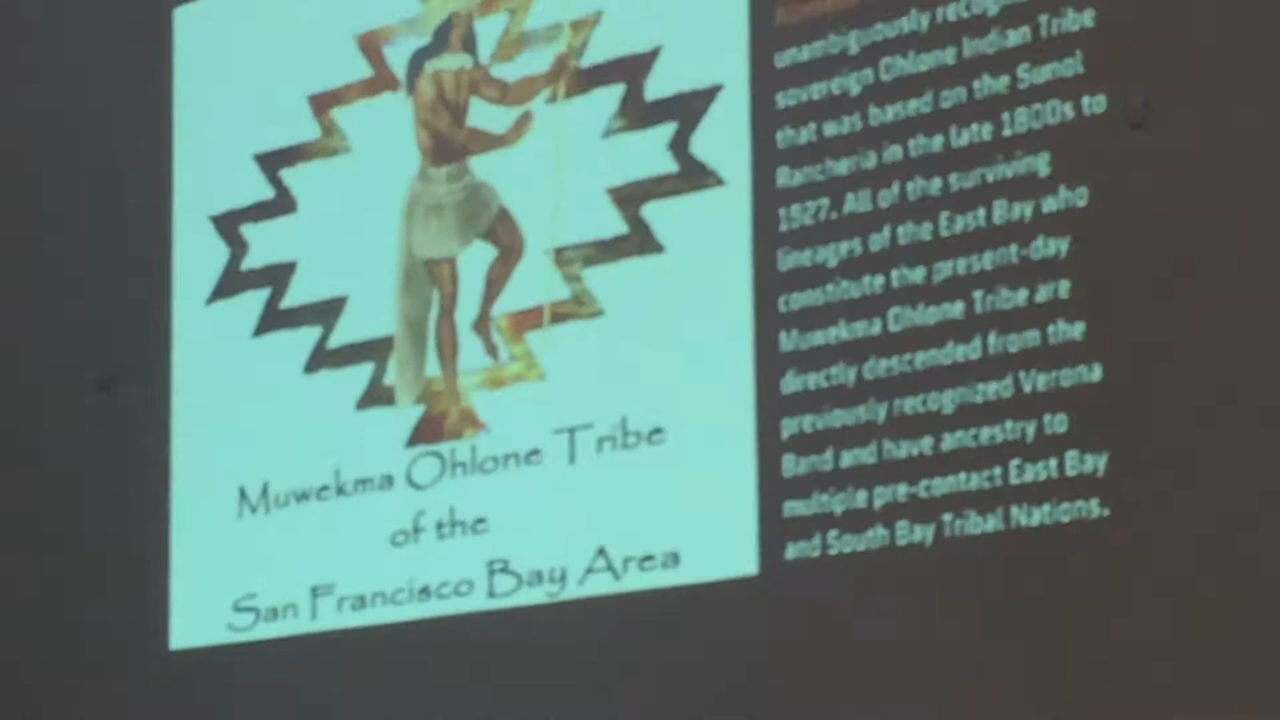 Muwekma Ohlone Tribe
of the
San Francisco Bay Area
unambiguously
sovereign Ohlone Indian Tribe
that was based on the Sunol
Rancheria in the late 1800s to
1927. All of the surviving
lineages of the East Bay who
constitute the present-day
Muwekma Ohlone Tribe are
directly descended from the
previously recognized Verona
Band and have ancestry to
multiple pre-contact East Bay
and South Bay Tribal Nations.